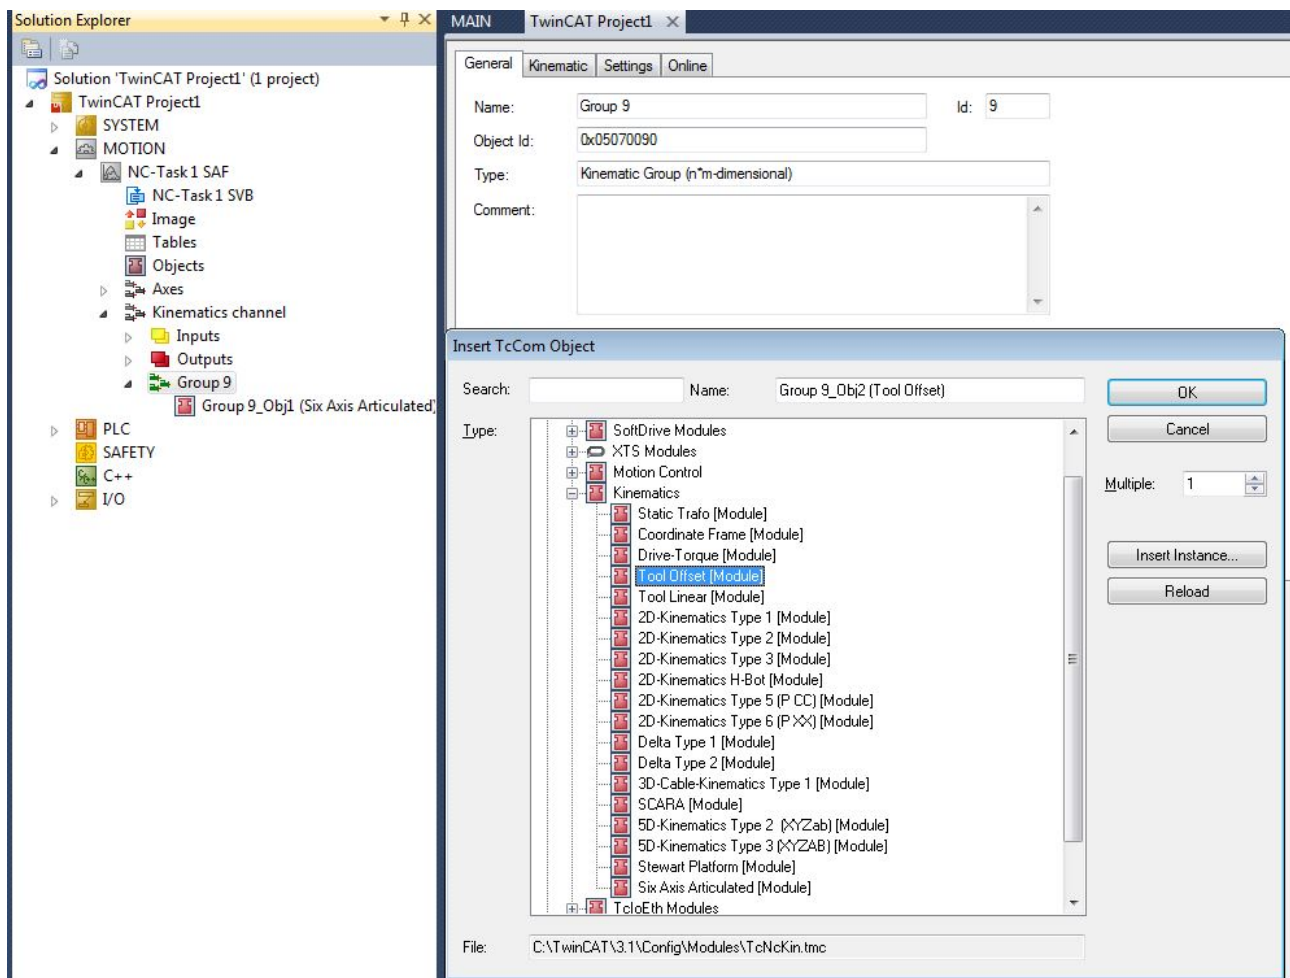 Solution Explorer
Solution 'TwinCAT Project1' (1 project)
TwinCAT Project1
SYSTEM
MOTION
NC-Task 1 SAF
NC-Task 1 SVB
Image
Tables
Objects
Axes
Kinematics channel
Inputs
Outputs
Group 9
Group 9_Obj1 (Six Axis Articulated)
PLC
SAFETY
C++
I/O
MAIN TwinCAT Project1
General Kinematic Settings Online
Name: Group 9 Id: 9
Object Id: 0x05070090
Type: Kinematic Group (n*m-dimensional)
Comment:
Insert TcCom Object
Search: Name: Group 9_Obj2 (Tool Offset) OK
Type: Cancel
Multiple: 1
Insert Instance...
Reload
SoftDrive Modules
XTS Modules
Motion Control
Kinematics
Static Trafo [Module]
Coordinate Frame [Module]
Drive-Torque [Module]
Tool Offset [Module]
Tool Linear [Module]
2D-Kinematics Type 1 [Module]
2D-Kinematics Type 2 [Module]
2D-Kinematics Type 3 [Module]
2D-Kinematics H-Bot [Module]
2D-Kinematics Type 5 (P CC) [Module]
2D-Kinematics Type 6 (P XX) [Module]
Delta Type 1 [Module]
Delta Type 2 [Module]
3D-Cable-Kinematics Type 1 [Module]
SCARA [Module]
5D-Kinematics Type 2 (XYZab) [Module]
5D-Kinematics Type 3 (XYZAB) [Module]
Stewart Platform [Module]
Six Axis Articulated [Module]
TcIoEth Modules
File: C:\TwinCAT\3.1\Config\Modules\TcNcKin.tmc